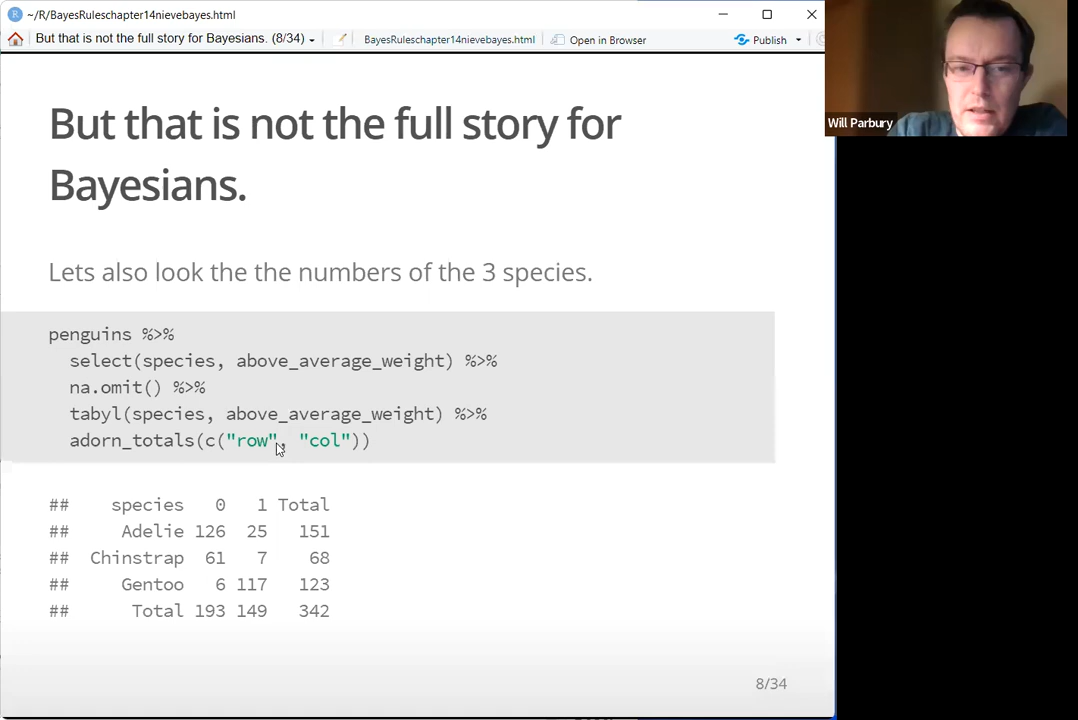 ~/R/BayesRuleschapter14nievebayes.html
But that is not the full story for Bayesians. (8/34)
BayesRuleschapter14nievebayes.html
Open in Browser
Publish
Will Parbury
But that is not the full story for
Bayesians.
Lets also look the the numbers of the 3 species.
penguins %>%
select(species, above_average_weight) %>%
na.omit() %>%
tabyl(species, above_average_weight) %>%
adorn_totals(c("row", "col"))
## species 0 1 Total
## Adelie 126 25 151
## Chinstrap 61 7 68
## Gentoo 6 117 123
## Total 193 149 342
8/34